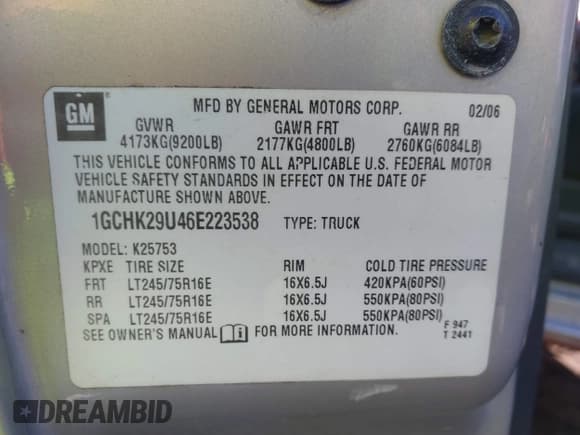 GM
MFD BY GENERAL MOTORS CORP. 02/06
GVWR GAWR FRT GAWR RR
4173KG(9200LB) 2177KG(4800LB) 2760KG(6084LB)
THIS VEHICLE CONFORMS TO ALL APPLICABLE U.S. FEDERAL MOTOR
VEHICLE SAFETY STANDARDS IN EFFECT ON THE DATE OF
MANUFACTURE SHOWN ABOVE.
1GCHK29U46E223538 TYPE: TRUCK
MODEL: K25753
KPXE TIRE SIZE RIM COLD TIRE PRESSURE
FRT LT245/75R16E 16X6.5J 420KPA(60PSI)
RR LT245/75R16E 16X6.5J 550KPA(80PSI)
SPA LT245/75R16E 16X6.5J 550KPA(80PSI)
SEE OWNER'S MANUAL FOR MORE INFORMATION.
F 947
T 2441
DREAMBID